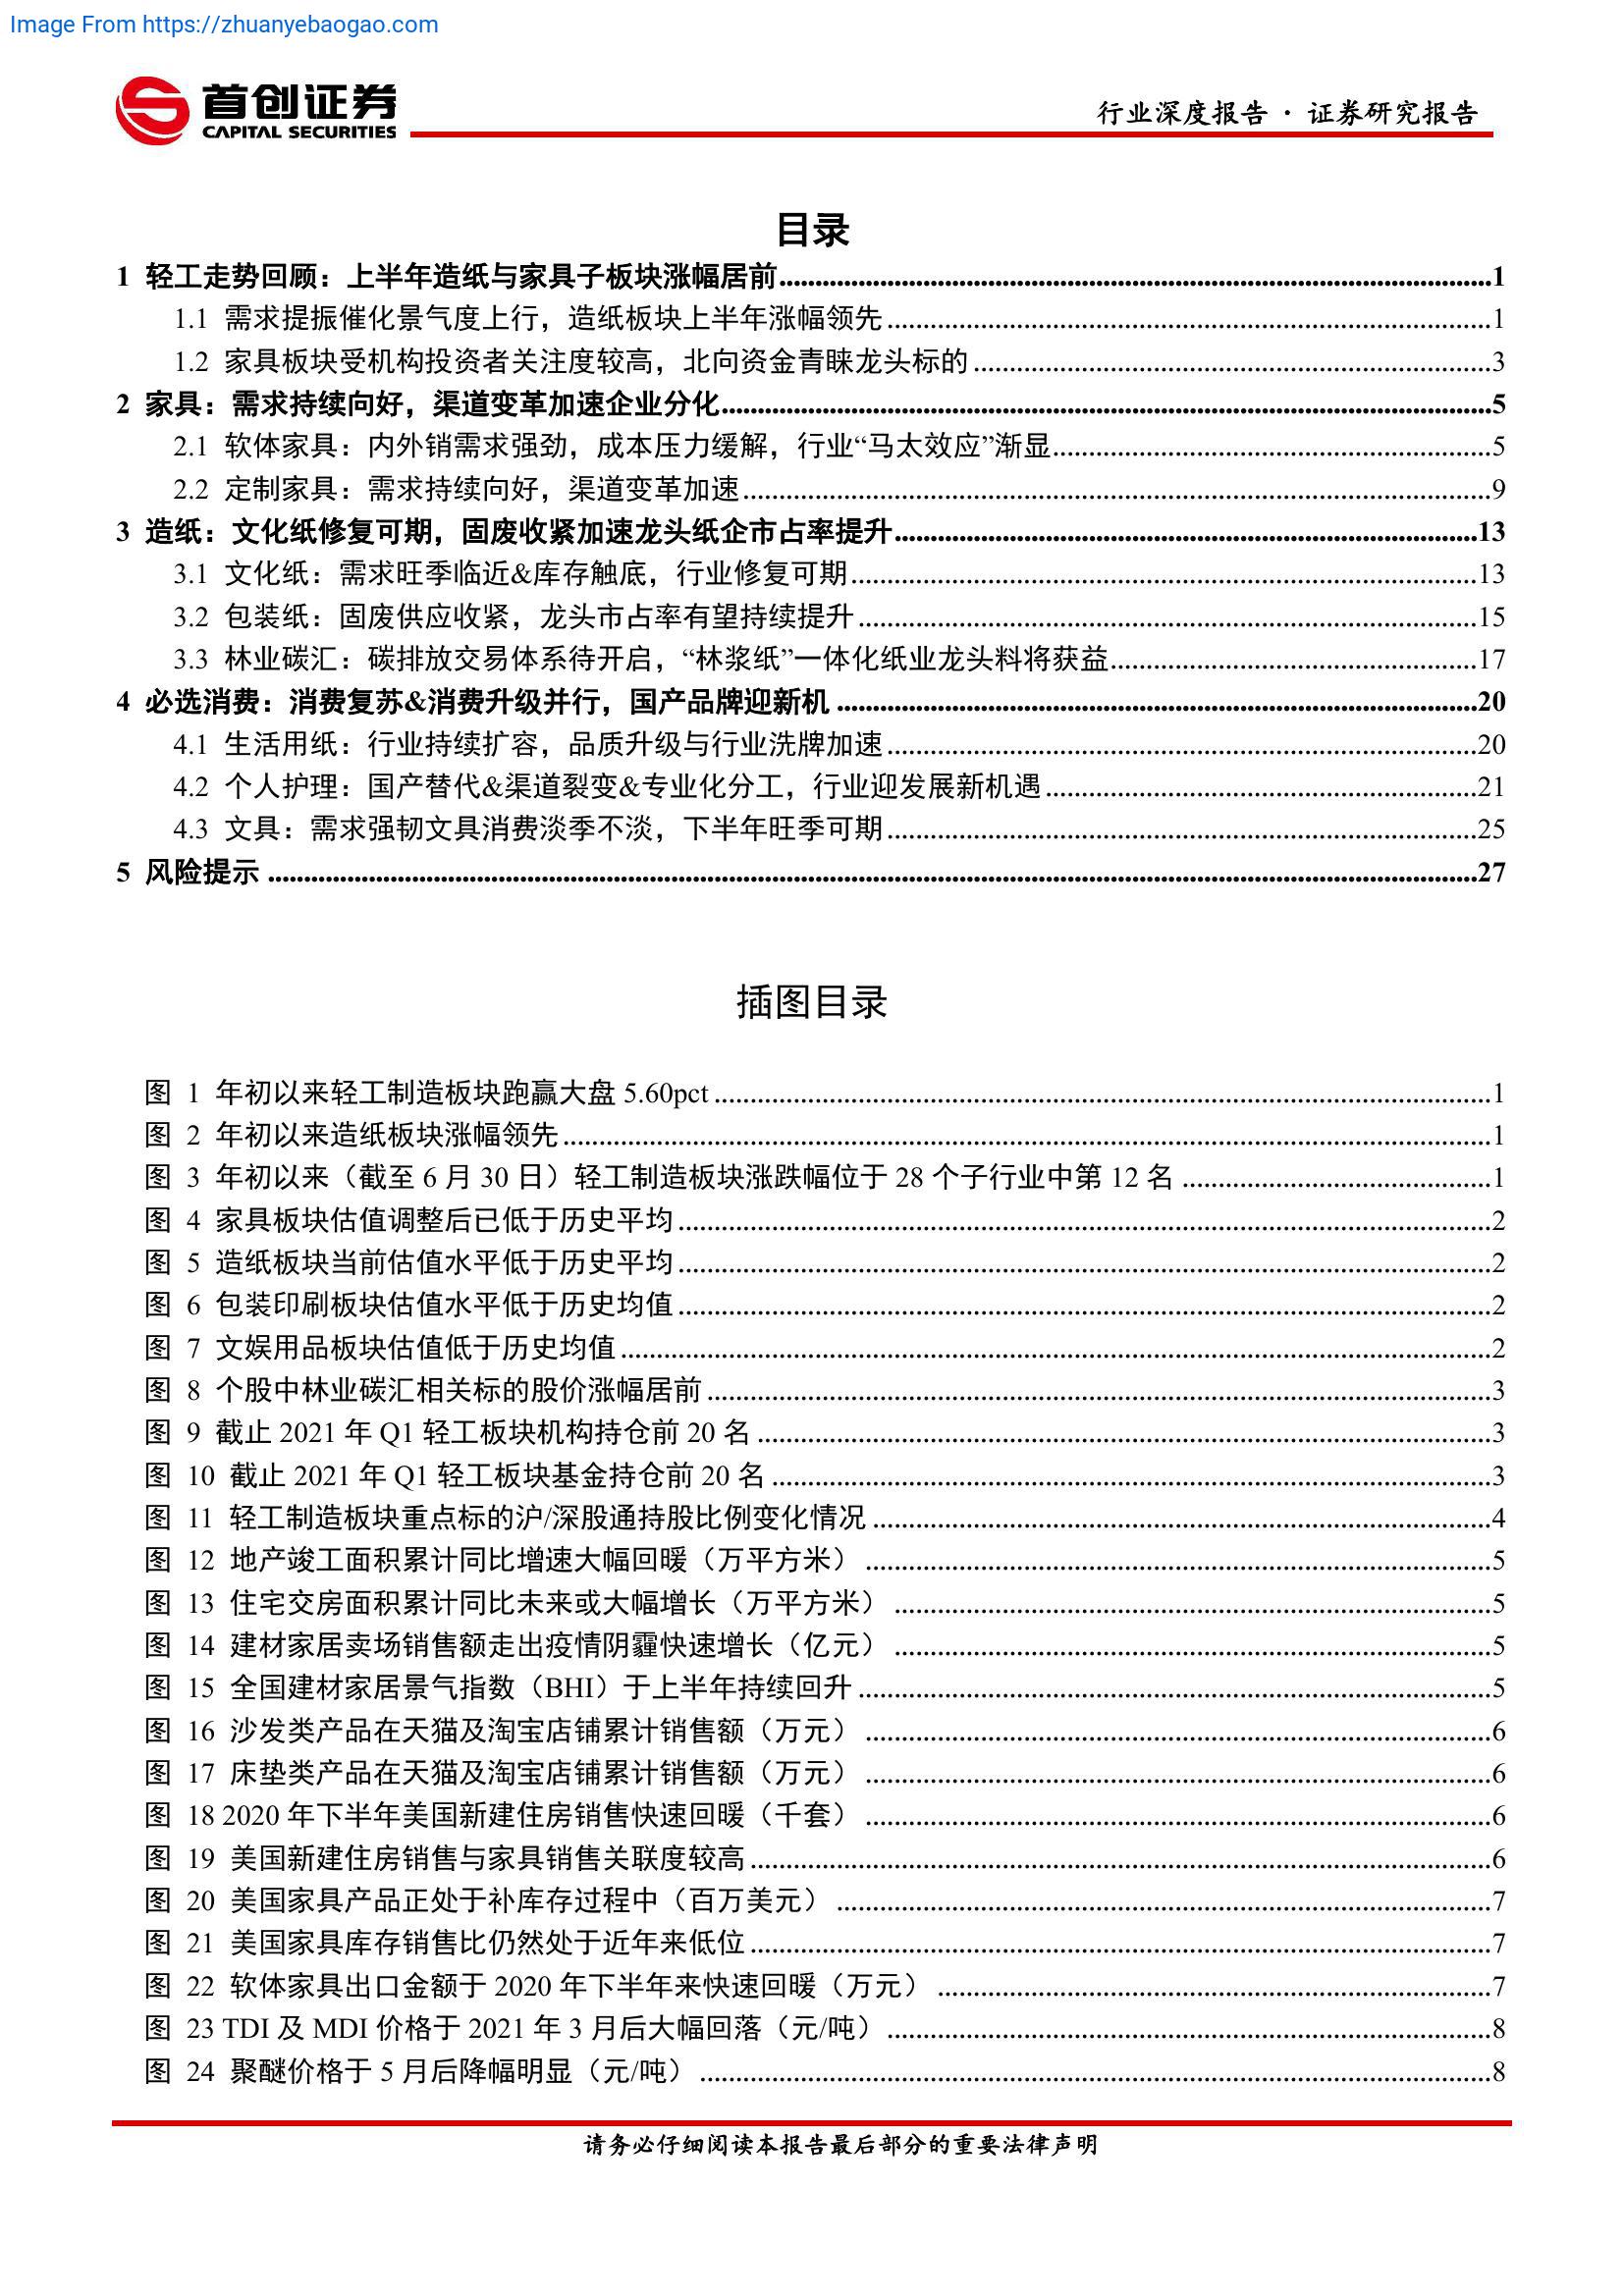 Image From https://zhuanyebaogao.com
首创证券
CAPITAL SECURITIES
行业深度报告 · 证券研究报告
目录
1 轻工走势回顾：上半年造纸与家具子板块涨幅居前 1
1.1 需求提振催化景气度上行，造纸板块上半年涨幅领先 1
1.2 家具板块受机构投资者关注度较高，北向资金青睐龙头标的 3
2 家具：需求持续向好，渠道变革加速企业分化 5
2.1 软体家具：内外销需求强劲，成本压力缓解，行业“马太效应”渐显 5
2.2 定制家具：需求持续向好，渠道变革加速 9
3 造纸：文化纸修复可期，固废收紧加速龙头纸企市占率提升 13
3.1 文化纸：需求旺季临近&库存触底，行业修复可期 13
3.2 包装纸：固废供应收紧，龙头市占率有望持续提升 15
3.3 林业碳汇：碳排放交易体系待开启，“林浆纸”一体化纸业龙头料将获益 17
4 必选消费：消费复苏&消费升级并行，国产品牌迎新机 20
4.1 生活用纸：行业持续扩容，品质升级与行业洗牌加速 20
4.2 个人护理：国产替代&渠道裂变&专业化分工，行业迎发展新机遇 21
4.3 文具：需求强韧文具消费淡季不淡，下半年旺季可期 25
5 风险提示 27
插图目录
图 1 年初以来轻工制造板块跑赢大盘 5.60pct 1
图 2 年初以来造纸板块涨幅领先 1
图 3 年初以来（截至 6 月 30 日）轻工制造板块涨跌幅位于 28 个子行业中第 12 名 1
图 4 家具板块估值调整后已低于历史平均 2
图 5 造纸板块当前估值水平低于历史平均 2
图 6 包装印刷板块估值水平低于历史均值 2
图 7 文娱用品板块估值低于历史均值 2
图 8 个股中林业碳汇相关标的股价涨幅居前 3
图 9 截止 2021 年 Q1 轻工板块机构持仓前 20 名 3
图 10 截止 2021 年 Q1 轻工板块基金持仓前 20 名 3
图 11 轻工制造板块重点标的沪/深股通持股比例变化情况 4
图 12 地产竣工面积累计同比增速大幅回暖（万平方米） 5
图 13 住宅交房面积累计同比未来或大幅增长（万平方米） 5
图 14 建材家居卖场销售额走出疫情阴霾快速增长（亿元） 5
图 15 全国建材家居景气指数（BHI）于上半年持续回升 5
图 16 沙发类产品在天猫及淘宝店铺累计销售额（万元） 6
图 17 床垫类产品在天猫及淘宝店铺累计销售额（万元） 6
图 18 2020 年下半年美国新建住房销售快速回暖（千套） 6
图 19 美国新建住房销售与家具销售关联度较高 6
图 20 美国家具产品正处于补库存过程中（百万美元） 7
图 21 美国家具库存销售比仍然处于近年来低位 7
图 22 软体家具出口金额于 2020 年下半年来快速回暖（万元） 7
图 23 TDI 及 MDI 价格于 2021 年 3 月后大幅回落（元/吨） 8
图 24 聚醚价格于 5 月后降幅明显（元/吨） 8
请务必仔细阅读本报告最后部分的重要法律声明